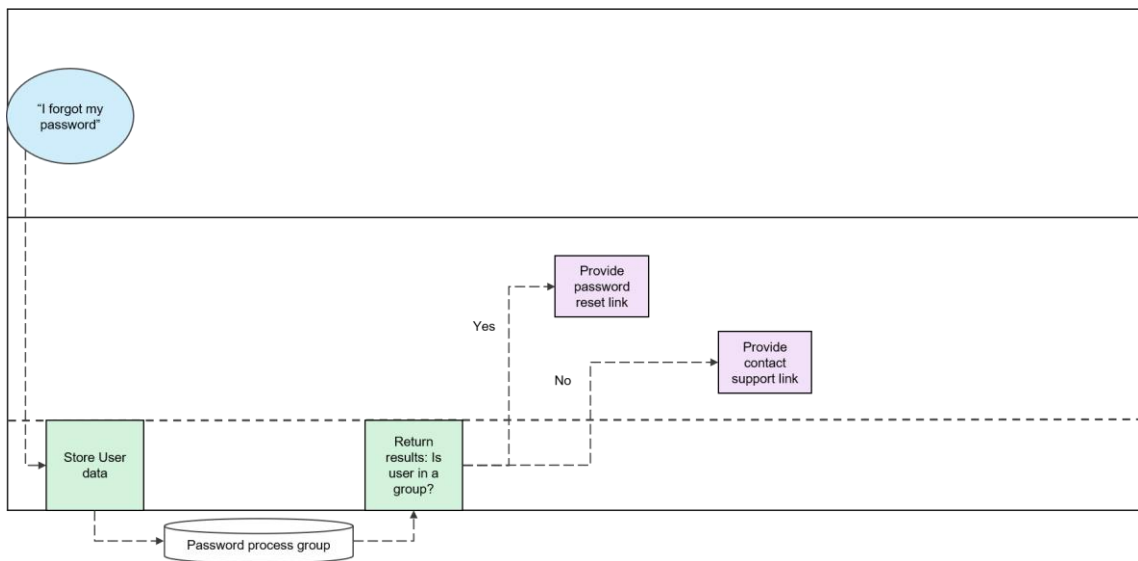 “I forgot my
password”
Provide
password
reset link
Yes
Provide
contact
support link
No
Store User
data
Return
results: Is
user in a
group?
Password process group